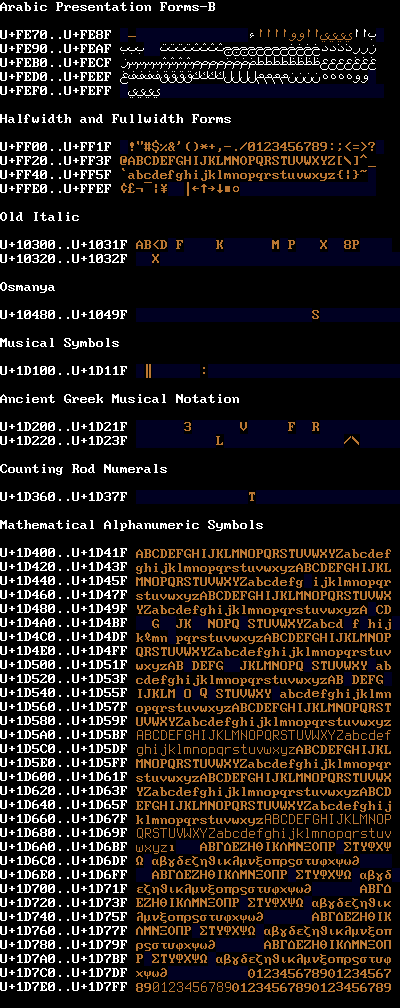 Arabic Presentation Forms-B
U+FE70..U+FE8F
U+FE90..U+FEAF
U+FEB0..U+FECF
U+FED0..U+FEEF
U+FEF0..U+FEFF
Halfwidth and Fullwidth Forms
U+FF00..U+FF1F !"#$%&'()*+,-./0123456789:;<=>?
U+FF20..U+FF3F @ABCDEFGHIJKLMNOPQRSTUVWXYZ[\]^_
U+FF40..U+FF5F `abcdefghijklmnopqrstuvwxyz{|}~
U+FFE0..U+FFEF ¢£¬¯¦¥ │←↑→↓■○
Old Italic
U+10300..U+1031F AB<D F    K      M P   X  8P
U+10320..U+1032F X
Osmanya
U+10480..U+1049F S
Musical Symbols
U+1D100..U+1D11F ‖ :
Ancient Greek Musical Notation
U+1D200..U+1D21F 3 V F R
U+1D220..U+1D23F L /\
Counting Rod Numerals
U+1D360..U+1D37F T
Mathematical Alphanumeric Symbols
U+1D400..U+1D41F ABCDEFGHIJKLMNOPQRSTUVWXYZabcdef
U+1D420..U+1D43F ghijklmnopqrstuvwxyzABCDEFGHIJKL
U+1D440..U+1D45F MNOPQRSTUVWXYZabcdefg ijklmnopqr
U+1D460..U+1D47F stuvwxyzABCDEFGHIJKLMNOPQRSTUVWX
U+1D480..U+1D49F YZabcdefghijklmnopqrstuvwxyzA CD
U+1D4A0..U+1D4BF G  JK  NOPQ STUVWXYZabcd f hij
U+1D4C0..U+1D4DF kℓmn pqrstuvwxyzABCDEFGHIJKLMNOP
U+1D4E0..U+1D4FF QRSTUVWXYZabcdefghijklmnopqrstuv
U+1D500..U+1D51F wxyzAB DEFG  JKLMNOPQ STUVWXY ab
U+1D520..U+1D53F cdefghijklmnopqrstuvwxyzAB DEFG
U+1D540..U+1D55F IJKLM O Q STUVWXY abcdefghijklmn
U+1D560..U+1D57F opqrstuvwxyzABCDEFGHIJKLMNOPQRST
U+1D580..U+1D59F UVWXYZabcdefghijklmnopqrstuvwxyz
U+1D5A0..U+1D5BF ABCDEFGHIJKLMNOPQRSTUVWXYZabcdef
U+1D5C0..U+1D5DF ghijklmnopqrstuvwxyzABCDEFGHIJKL
U+1D5E0..U+1D5FF MNOPQRSTUVWXYZabcdefghijklmnopqr
U+1D600..U+1D61F stuvwxyzABCDEFGHIJKLMNOPQRSTUVWX
U+1D620..U+1D63F YZabcdefghijklmnopqrstuvwxyzABCD
U+1D640..U+1D65F EFGHIJKLMNOPQRSTUVWXYZabcdefghij
U+1D660..U+1D67F klmnopqrstuvwxyzABCDEFGHIJKLMNOP
U+1D680..U+1D69F QRSTUVWXYZabcdefghijklmnopqrstuv
U+1D6A0..U+1D6BF wxyzı  ΑΒΓΔΕΖΗΘΙΚΛΜΝΞΟΠΡ ΣΤΥΦΧΨΩ
U+1D6C0..U+1D6DF Ω αβγδεζηθικλμνξοπρςστυφχψω∂
U+1D6E0..U+1D6FF ΑΒΓΔΕΖΗΘΙΚΛΜΝΞΟΠΡ ΣΤΥΦΧΨΩ αβγδ
U+1D700..U+1D71F εζηθικλμνξοπρςστυφχψω∂      ΑΒΓΔ
U+1D720..U+1D73F ΕΖΗΘΙΚΛΜΝΞΟΠΡ ΣΤΥΦΧΨΩ αβγδεζηθικ
U+1D740..U+1D75F λμνξοπρςστυφχψω∂      ΑΒΓΔΕΖΗΘΙΚ
U+1D760..U+1D77F ΛΜΝΞΟΠΡ ΣΤΥΦΧΨΩ αβγδεζηθικλμνξοπ
U+1D780..U+1D79F ρςστυφχψω∂      ΑΒΓΔΕΖΗΘΙΚΛΜΝΞΟΠ
U+1D7A0..U+1D7BF Ρ ΣΤΥΦΧΨΩ αβγδεζηθικλμνξοπρςστυφ
U+1D7C0..U+1D7DF χψω∂ 012345678901234567
U+1D7E0..U+1D7FF 89012345678901234567890123456789